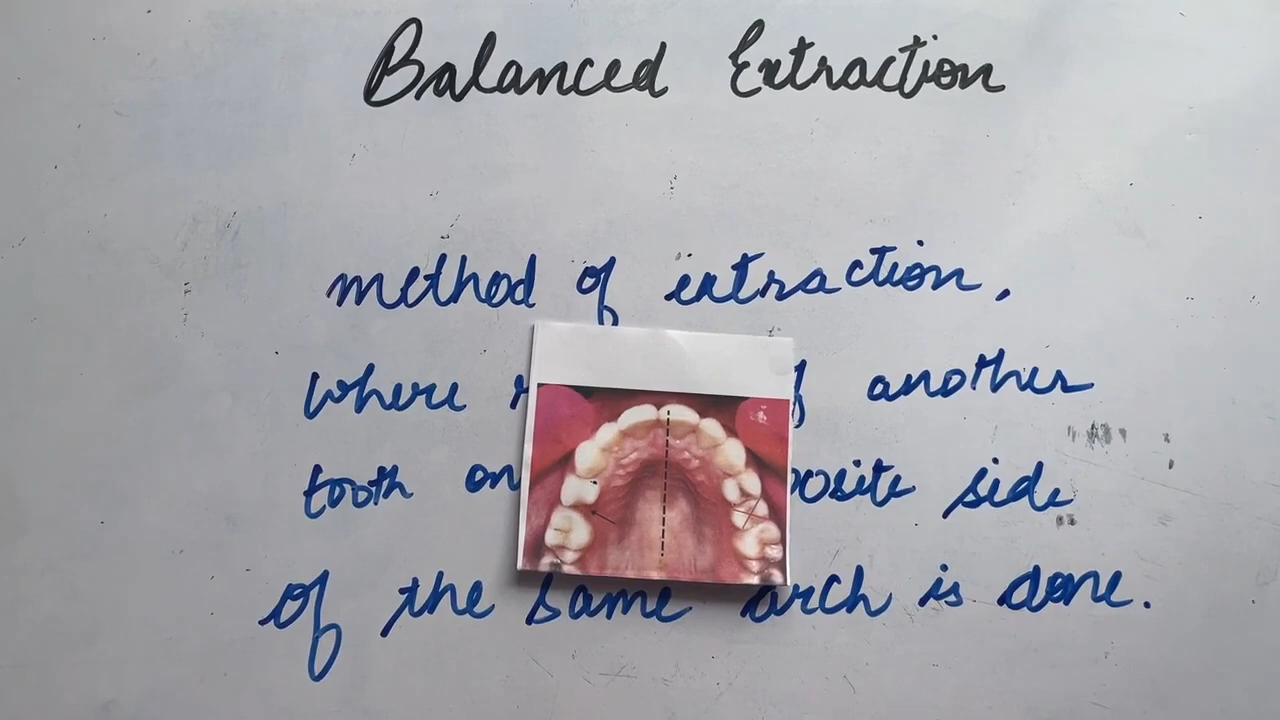 Balanced Extraction
method of extraction,
where another
tooth on side
of the same arch is done.